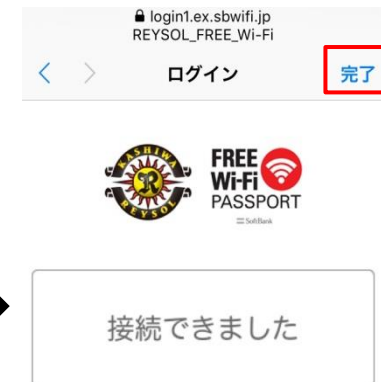 login1.ex.sbwifi.jp
REYSOL_FREE_Wi-Fi
< > ログイン 完了
KASHIWA
R
REYSOL
FREE
Wi-Fi
PASSPORT
SoftBank
接続できました